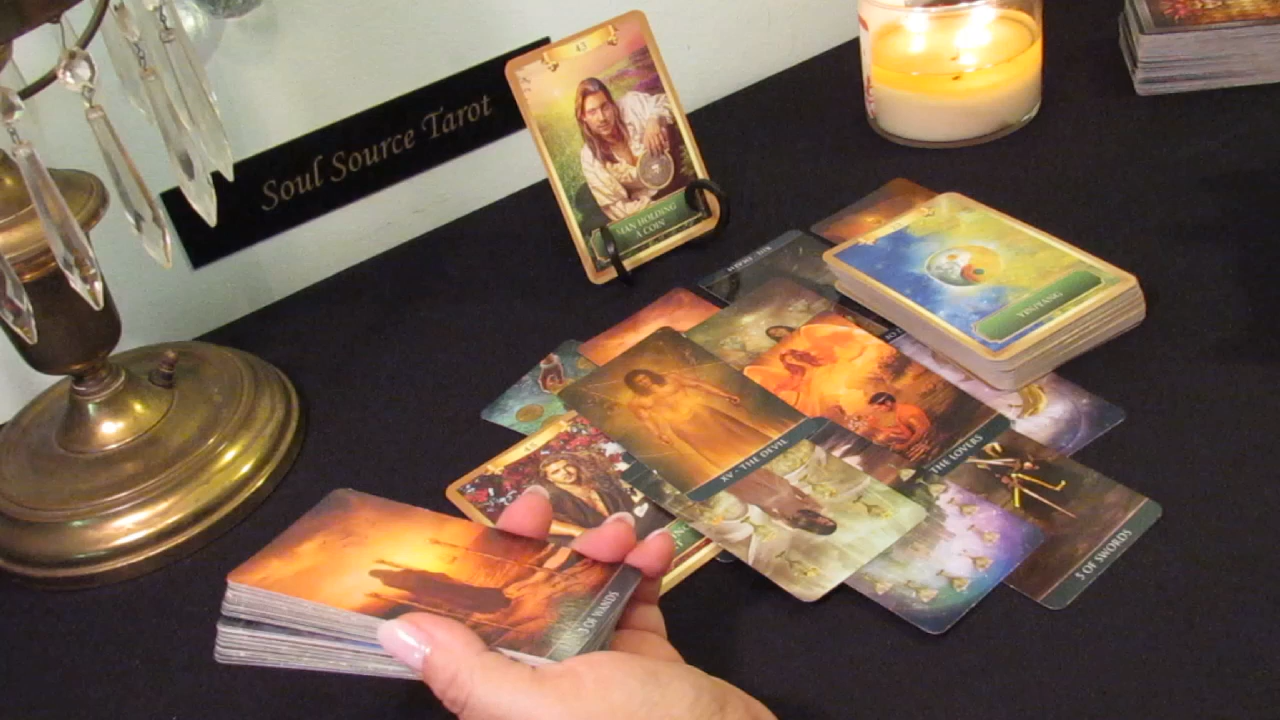 Soul Source Tarot
43
MAN HOLDING
A COIN
YIN/YANG
XV - THE DEVIL
THE LOVERS
5 OF SWORDS
3 OF WANDS